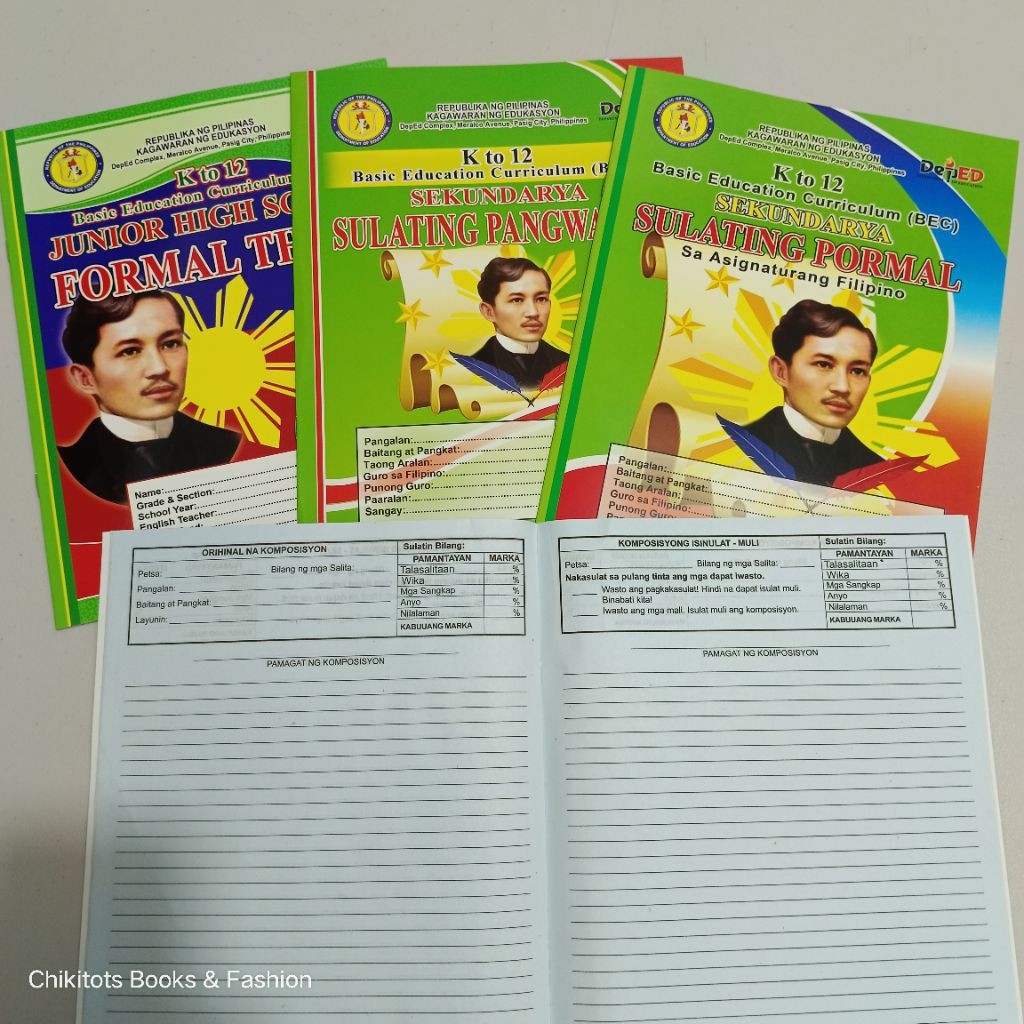 REPUBLIKA NG PILIPINAS
KAGAWARAN NG EDUKASYON
DepEd Complex, Meralco Avenue, Pasig City, Philippines
K to 12
Basic Education
JUNIOR HIGH
FORMAL
Name:
Grade & Section:
School Year:
English Teacher:
REPUBLIKA NG PILIPINAS
KAGAWARAN NG EDUKASYON
DepEd Complex, Meralco Avenue, Pasig City, Philippines
K to 12
Basic Education Curriculum
SEKUNDARYA
SULATING
Pangalan:
Baitang at Pangkat:
Taong Aralan:
Guro sa Filipino:
Punong Guro:
Paaralan:
Sangay:
REPUBLIC OF THE PHILIPPINES
DEPARTMENT OF EDUCATION
REPUBLIKA NG PILIPINAS
KAGAWARAN NG EDUKASYON
DepEd Complex, Meralco Avenue, Pasig City, Philippines
DepED
K to 12
Basic Education Curriculum (BEC)
SEKUNDARYA
SULATING PORMAL
Sa Asignaturang Filipino
Pangalan:
Baitang at Pangkat:
Taong Aralan:
Guro sa Filipino:
Punong Guro
ORIHINAL NA KOMPOSISYON
Sulatin Bilang:
Petsa: Bilang ng mga Salita:
PAMANTAYAN MARKA
Talasalitaan %
Pangalan:
Wika %
Mga Sangkap %
Baitang at Pangkat:
Anyo %
Layunin:
Nilalaman %
KABUUANG MARKA
PAMAGAT NG KOMPOSISYON
KOMPOSISYONG ISINULAT - MULI
Sulatin Bilang:
Petsa: Bilang ng mga Salita:
PAMANTAYAN MARKA
Talasalitaan %
Nakasulat sa pulang tinta ang mga dapat iwasto.
Wika %
Wasto ang pagkakasulat! Hindi na dapat isulat muli.
Mga Sangkap %
Binabati kita!
Anyo %
Iwasto ang mga mali. Isulat muli ang komposisyon.
Nilalaman %
KABUUANG MARKA
PAMAGAT NG KOMPOSISYON
Chikitots Books & Fashion